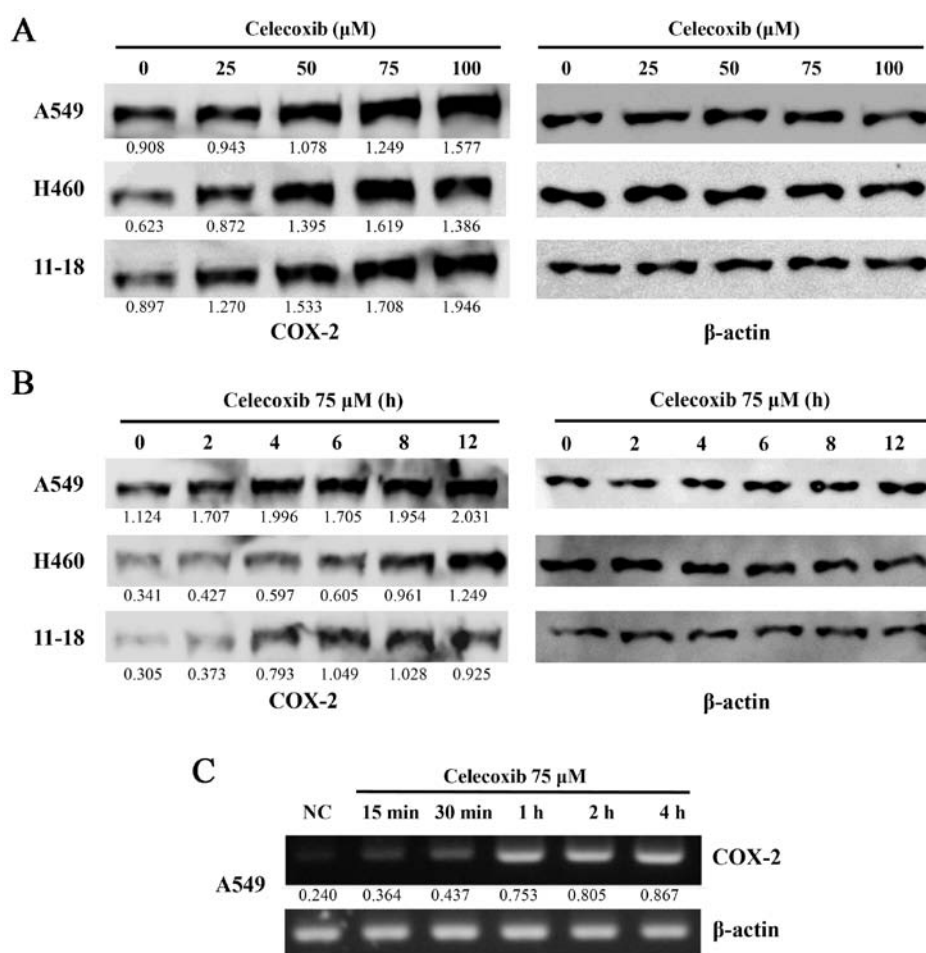 A
Celecoxib (µM)
Celecoxib (µM)
0 25 50 75 100
0 25 50 75 100
A549
0.908 0.943 1.078 1.249 1.577
H460
0.623 0.872 1.395 1.619 1.386
11-18
0.897 1.270 1.533 1.708 1.946
COX-2
β-actin
B
Celecoxib 75 µM (h)
Celecoxib 75 µM (h)
0 2 4 6 8 12
0 2 4 6 8 12
A549
1.124 1.707 1.996 1.705 1.954 2.031
H460
0.341 0.427 0.597 0.605 0.961 1.249
11-18
0.305 0.373 0.793 1.049 1.028 0.925
COX-2
β-actin
C
Celecoxib 75 µM
NC 15 min 30 min 1 h 2 h 4 h
COX-2
A549
0.240 0.364 0.437 0.753 0.805 0.867
β-actin